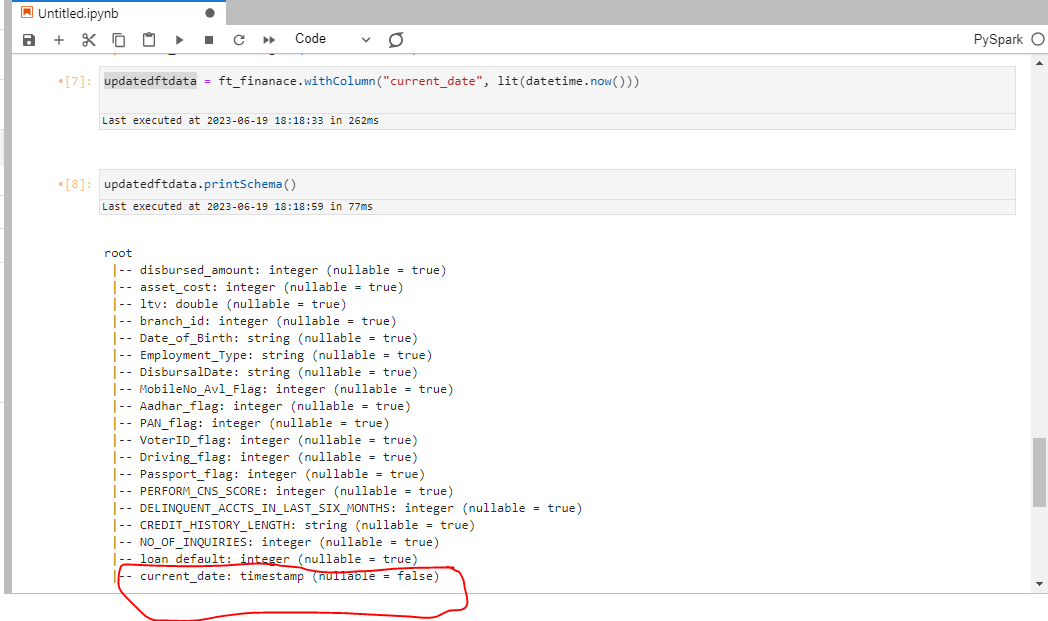 Untitled.ipynb
Code
PySpark
[7]: updatedftdata = ft_finanace.withColumn("current_date", lit(datetime.now()))
Last executed at 2023-06-19 18:18:33 in 262ms
[8]: updatedftdata.printSchema()
Last executed at 2023-06-19 18:18:59 in 77ms
root
|-- disbursed_amount: integer (nullable = true)
|-- asset_cost: integer (nullable = true)
|-- ltv: double (nullable = true)
|-- branch_id: integer (nullable = true)
|-- Date_of_Birth: string (nullable = true)
|-- Employment_Type: string (nullable = true)
|-- DisbursalDate: string (nullable = true)
|-- MobileNo_Avl_Flag: integer (nullable = true)
|-- Aadhar_flag: integer (nullable = true)
|-- PAN_flag: integer (nullable = true)
|-- VoterID_flag: integer (nullable = true)
|-- Driving_flag: integer (nullable = true)
|-- Passport_flag: integer (nullable = true)
|-- PERFORM_CNS_SCORE: integer (nullable = true)
|-- DELINQUENT_ACCTS_IN_LAST_SIX_MONTHS: integer (nullable = true)
|-- CREDIT_HISTORY_LENGTH: string (nullable = true)
|-- NO_OF_INQUIRIES: integer (nullable = true)
|-- loan_default: integer (nullable = true)
|-- current_date: timestamp (nullable = false)